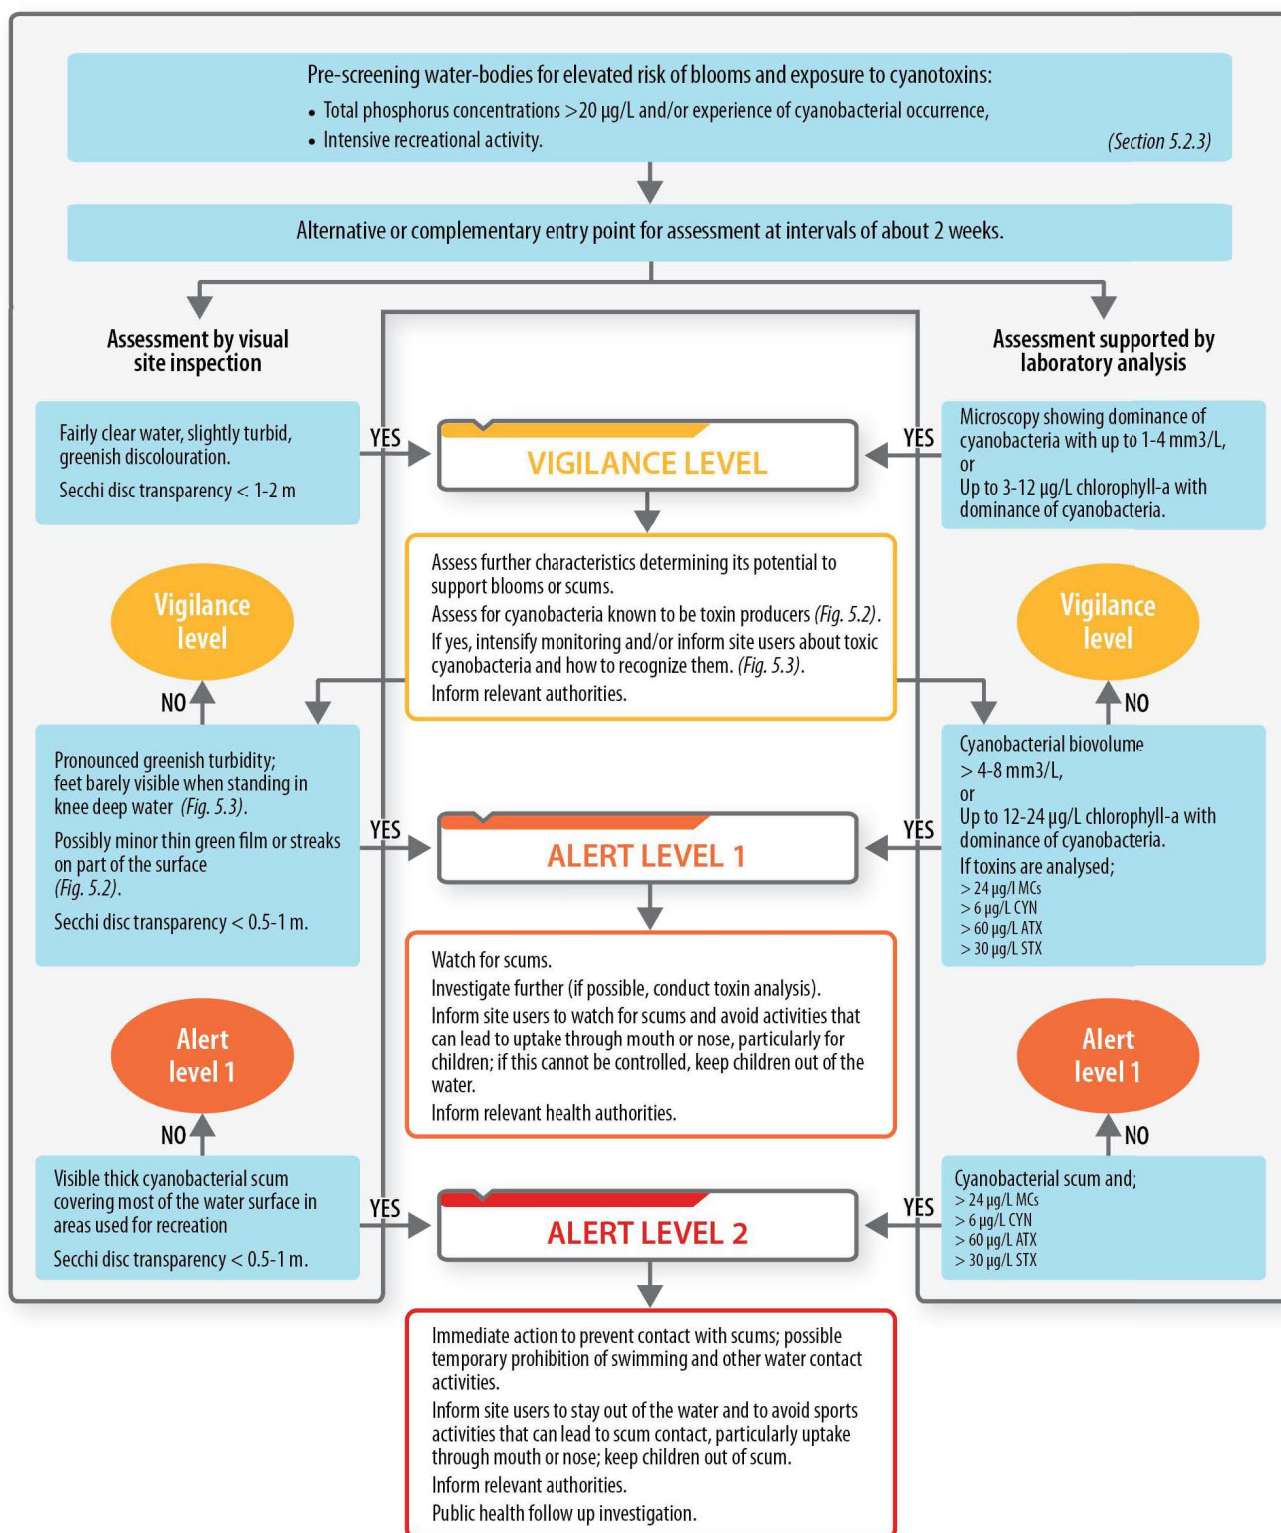 Pre-screening water-bodies for elevated risk of blooms and exposure to cyanotoxins:
• Total phosphorus concentrations >20 µg/L and/or experience of cyanobacterial occurrence,
• Intensive recreational activity.
(Section 5.2.3)
Alternative or complementary entry point for assessment at intervals of about 2 weeks.
Assessment by visual
site inspection
Assessment supported by
laboratory analysis
Fairly clear water, slightly turbid,
greenish discolouration.
Secchi disc transparency < 1-2 m
YES
VIGILANCE LEVEL
YES
Microscopy showing dominance of
cyanobacteria with up to 1-4 mm3/L,
or
Up to 3-12 µg/L chlorophyll-a with
dominance of cyanobacteria.
Assess further characteristics determining its potential to
support blooms or scums.
Assess for cyanobacteria known to be toxin producers (Fig. 5.2).
If yes, intensify monitoring and/or inform site users about toxic
cyanobacteria and how to recognize them. (Fig. 5.3).
Inform relevant authorities.
Vigilance
level
NO
Vigilance
level
NO
Pronounced greenish turbidity;
feet barely visible when standing in
knee deep water (Fig. 5.3).
Possibly minor thin green film or streaks
on part of the surface
(Fig. 5.2).
Secchi disc transparency < 0.5-1 m.
YES
ALERT LEVEL 1
YES
Cyanobacterial biovolume
> 4-8 mm3/L,
or
Up to 12-24 µg/L chlorophyll-a with
dominance of cyanobacteria.
If toxins are analysed;
> 24 µg/l MCs
> 6 µg/L CYN
> 60 µg/L ATX
> 30 µg/L STX
Watch for scums.
Investigate further (if possible, conduct toxin analysis).
Inform site users to watch for scums and avoid activities that
can lead to uptake through mouth or nose, particularly for
children; if this cannot be controlled, keep children out of the
water.
Inform relevant health authorities.
Alert
level 1
NO
Alert
level 1
NO
Visible thick cyanobacterial scum
covering most of the water surface in
areas used for recreation
Secchi disc transparency < 0.5-1 m.
YES
ALERT LEVEL 2
YES
Cyanobacterial scum and;
> 24 µg/L MCs
> 6 µg/L CYN
> 60 µg/L ATX
> 30 µg/L STX
Immediate action to prevent contact with scums; possible
temporary prohibition of swimming and other water contact
activities.
Inform site users to stay out of the water and to avoid sports
activities that can lead to scum contact, particularly uptake
through mouth or nose; keep children out of scum.
Inform relevant authorities.
Public health follow up investigation.